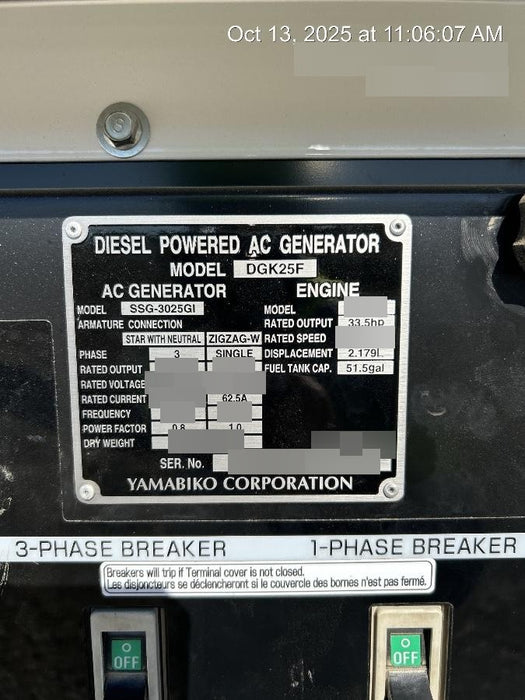 Oct 13, 2025 at 11:06:07 AM
DIESEL POWERED AC GENERATOR
MODEL DGK25F
AC GENERATOR ENGINE
MODEL SSG-3025GI MODEL
ARMATURE CONNECTION RATED OUTPUT 33.5hp
STAR WITH NEUTRAL ZIGZAG-W RATED SPEED
PHASE 3 SINGLE DISPLACEMENT 2.179L
RATED OUTPUT FUEL TANK CAP. 51.5gal
RATED VOLTAGE
RATED CURRENT 62.5A
FREQUENCY
POWER FACTOR 0.8 1.0
DRY WEIGHT
SER. No.
YAMABIKO CORPORATION
3-PHASE BREAKER 1-PHASE BREAKER
Breakers will trip if Terminal cover is not closed.
Les disjoncteurs se déclencheront si le couvercle des bornes n'est pas fermé.
OFF OFF